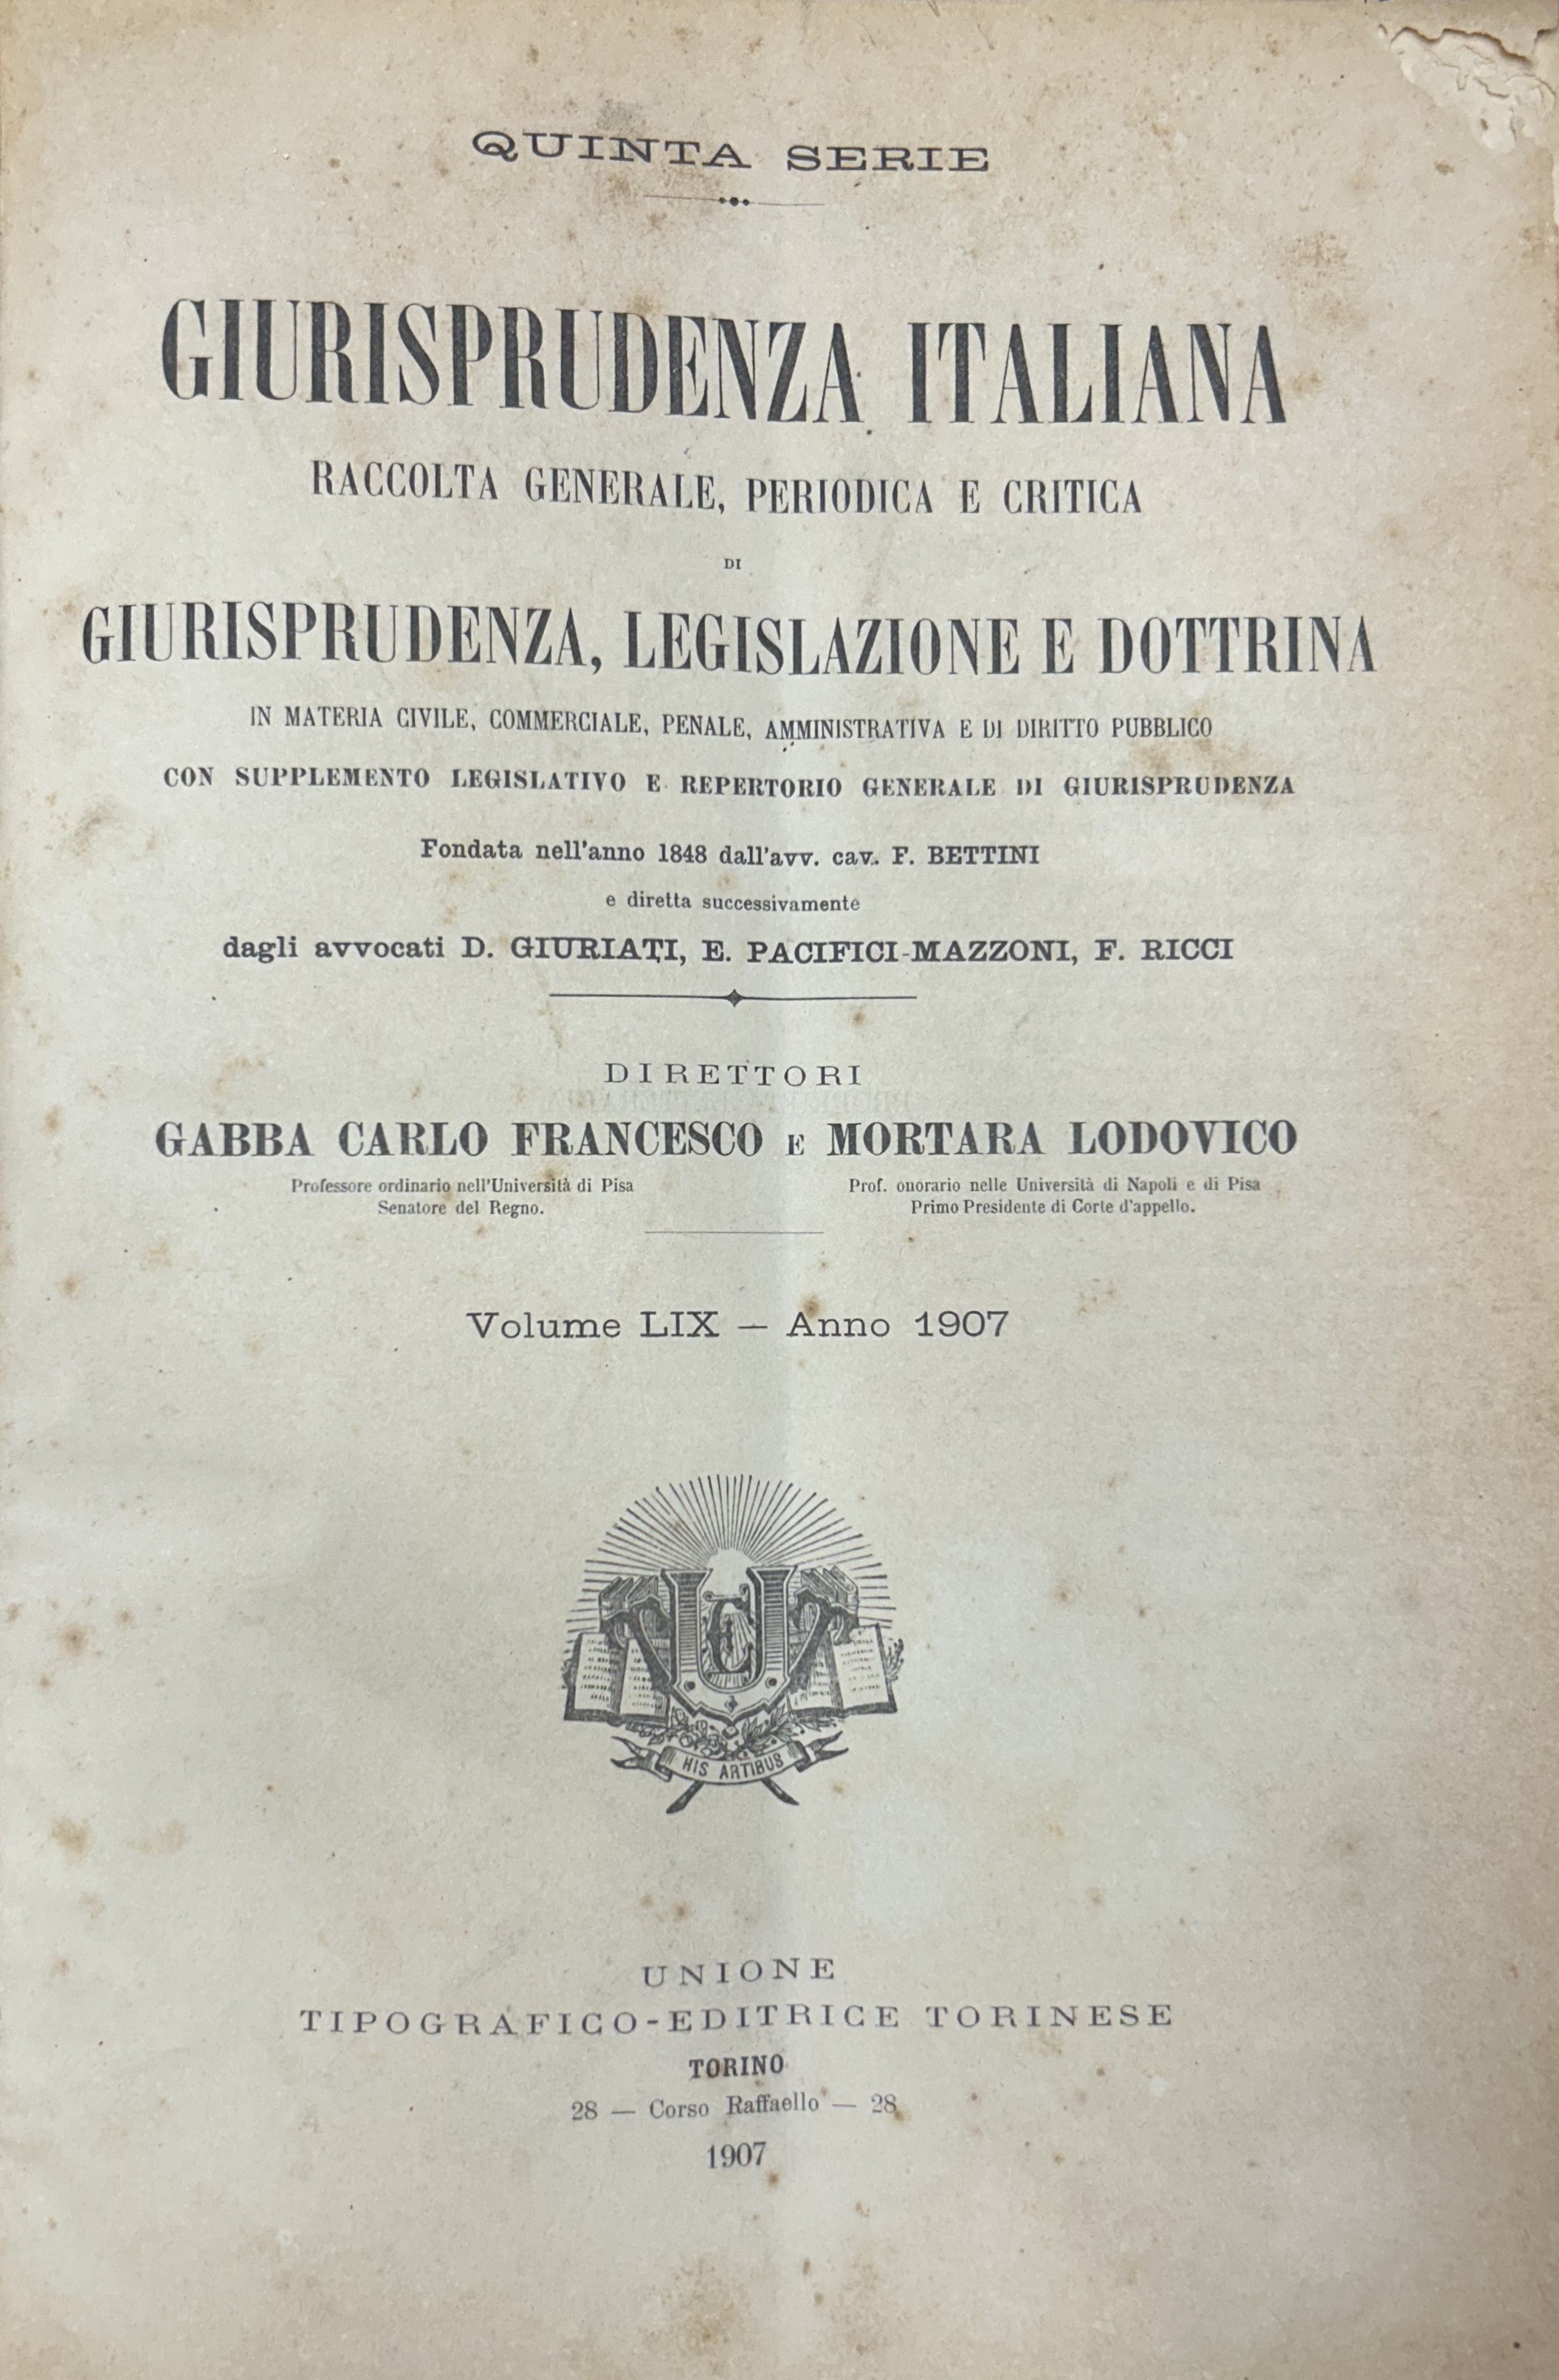 QUINTA SERIE
GIURISPRUDENZA ITALIANA
RACCOLTA GENERALE, PERIODICA E CRITICA
DI
GIURISPRUDENZA, LEGISLAZIONE E DOTTRINA
IN MATERIA CIVILE, COMMERCIALE, PENALE, AMMINISTRATIVA E DI DIRITTO PUBBLICO
CON SUPPLEMENTO LEGISLATIVO E REPERTORIO GENERALE DI GIURISPRUDENZA
Fondata nell'anno 1848 dall'avv. cav. F. BETTINI
e diretta successivamente
dagli avvocati D. GIURIATI, E. PACIFICI-MAZZONI, F. RICCI
DIRETTORI
GABBA CARLO FRANCESCO E MORTARA LODOVICO
Professore ordinario nell'Università di Pisa
Senatore del Regno.
Prof. onorario nelle Università di Napoli e di Pisa
Primo Presidente di Corte d'appello.
Volume LIX — Anno 1907
HIS ARTIBUS
UNIONE
TIPOGRAFICO-EDITRICE TORINESE
TORINO
28 — Corso Raffaello — 28
1907